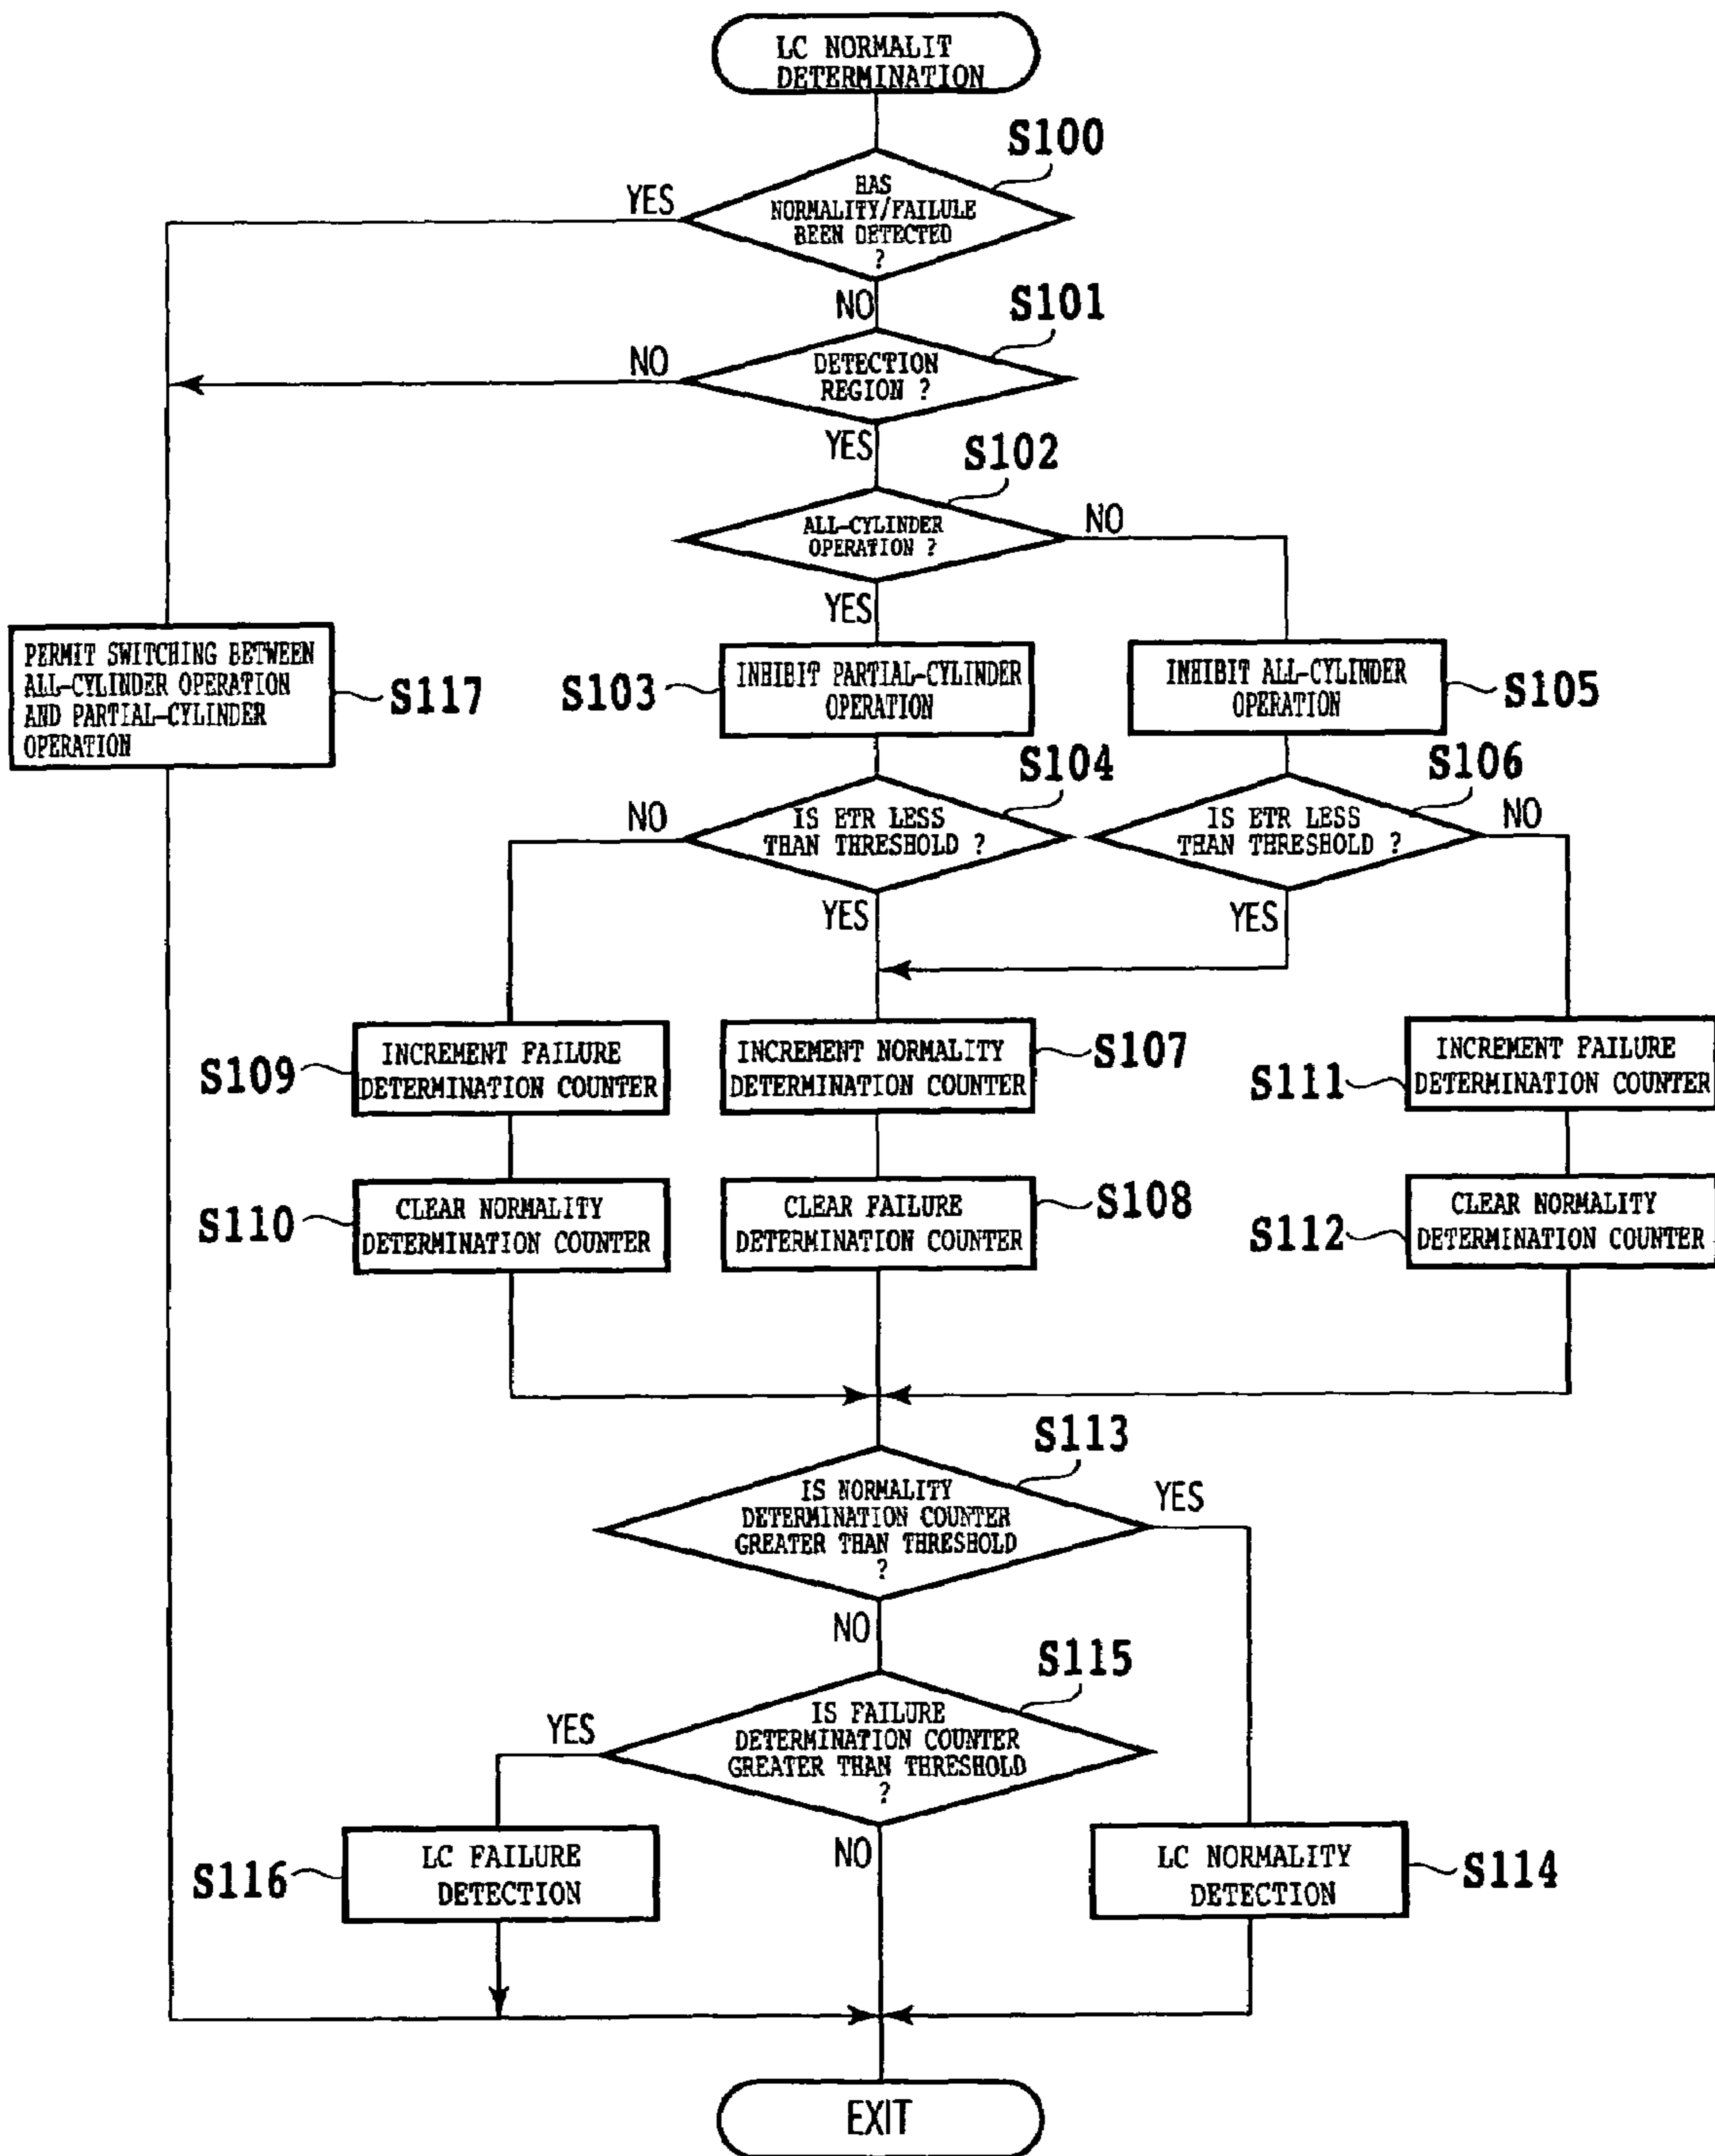 LC NORMALIT
DETERMINATION
S100
YES
HAS
NORMALITY/FAILULE
BEEN DETECTED
?
NO
S101
NO
DETECTION
REGION ?
YES
S102
ALL-CYLINDER
OPERATION ?
NO
YES
PERMIT SWITCHING BETWEEN
ALL-CYLINDER OPERATION
AND PARTIAL-CYLINDER
OPERATION
S117
S103
INHIBIT PARTIAL-CYLINDER
OPERATION
INHIBIT ALL-CYLINDER
OPERATION
S105
S104
S106
NO
IS ETR LESS
THAN THRESHOLD ?
IS ETR LESS
THAN THRESHOLD ?
NO
YES
YES
S109
INCREMENT FAILURE
DETERMINATION COUNTER
INCREMENT NORMALITY
DETERMINATION COUNTER
S107
S111
INCREMENT FAILURE
DETERMINATION COUNTER
S110
CLEAR NORMALITY
DETERMINATION COUNTER
CLEAR FAILURE
DETERMINATION COUNTER
S108
S112
CLEAR NORMALITY
DETERMINATION COUNTER
S113
IS NORMALITY
DETERMINATION COUNTER
GREATER THAN THRESHOLD
?
YES
NO
S115
YES
IS FAILURE
DETERMINATION COUNTER
GREATER THAN THRESHOLD
?
NO
S116
LC FAILURE
DETECTION
LC NORMALITY
DETECTION
S114
EXIT